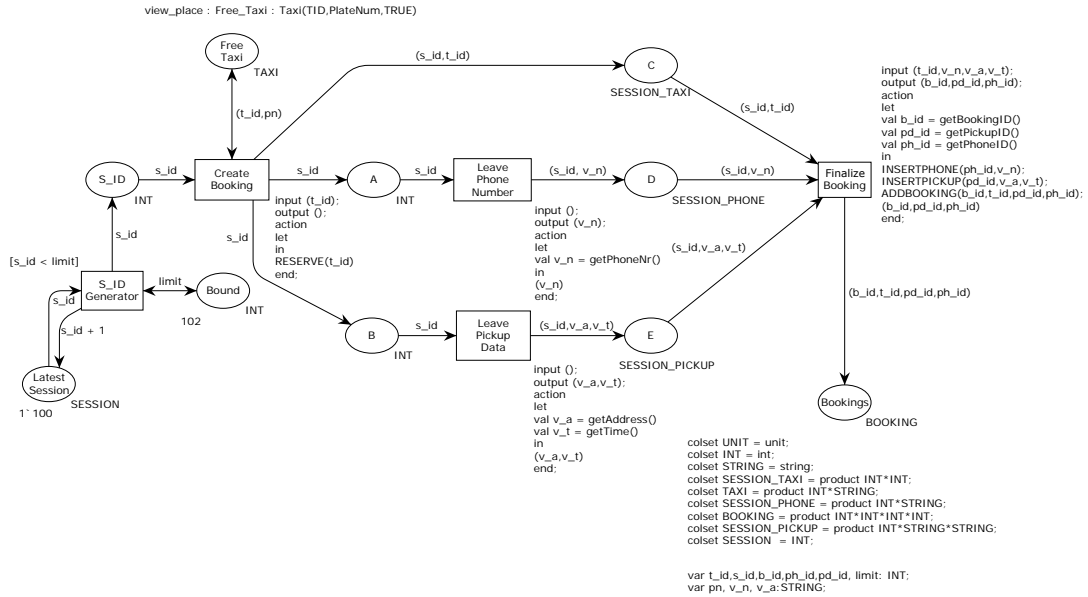 view_place : Free_Taxi : Taxi(TID,PlateNum,TRUE)
Free
Taxi
TAXI
(t_id,pn)
(s_id,t_id)
C
SESSION_TAXI
(s_id,t_id)
input (t_id,v_n,v_a,v_t);
output (b_id,pd_id,ph_id);
action
let
val b_id = getBookingID()
val pd_id = getPickupID()
val ph_id = getPhoneID()
in
INSERTPHONE(ph_id,v_n);
INSERTPICKUP(pd_id,v_a,v_t);
ADDBOOKING(b_id,t_id,pd_id,ph_id);
(b_id,pd_id,ph_id)
end;
S_ID
INT
s_id
Create
Booking
s_id
A
INT
s_id
Leave
Phone
Number
(s_id, v_n)
D
SESSION_PHONE
(s_id,v_n)
Finalize
Booking
input (t_id);
output ();
action
let
in
RESERVE(t_id)
end;
input ();
output (v_n);
action
let
val v_n = getPhoneNr()
in
(v_n)
end;
s_id
s_id
(s_id,v_a,v_t)
[s_id < limit]
S_ID
Generator
limit
Bound
INT
102
s_id
s_id + 1
(b_id,t_id,pd_id,ph_id)
B
INT
s_id
Leave
Pickup
Data
(s_id,v_a,v_t)
E
SESSION_PICKUP
Latest
Session
SESSION
1`100
input ();
output (v_a,v_t);
action
let
val v_a = getAddress()
val v_t = getTime()
in
(v_a,v_t)
end;
Bookings
BOOKING
colset UNIT = unit;
colset INT = int;
colset STRING = string;
colset SESSION_TAXI = product INT*INT;
colset TAXI = product INT*STRING;
colset SESSION_PHONE = product INT*STRING;
colset BOOKING = product INT*INT*INT*INT;
colset SESSION_PICKUP = product INT*STRING*STRING;
colset SESSION = INT;
var t_id,s_id,b_id,ph_id,pd_id, limit: INT;
var pn, v_n, v_a:STRING;